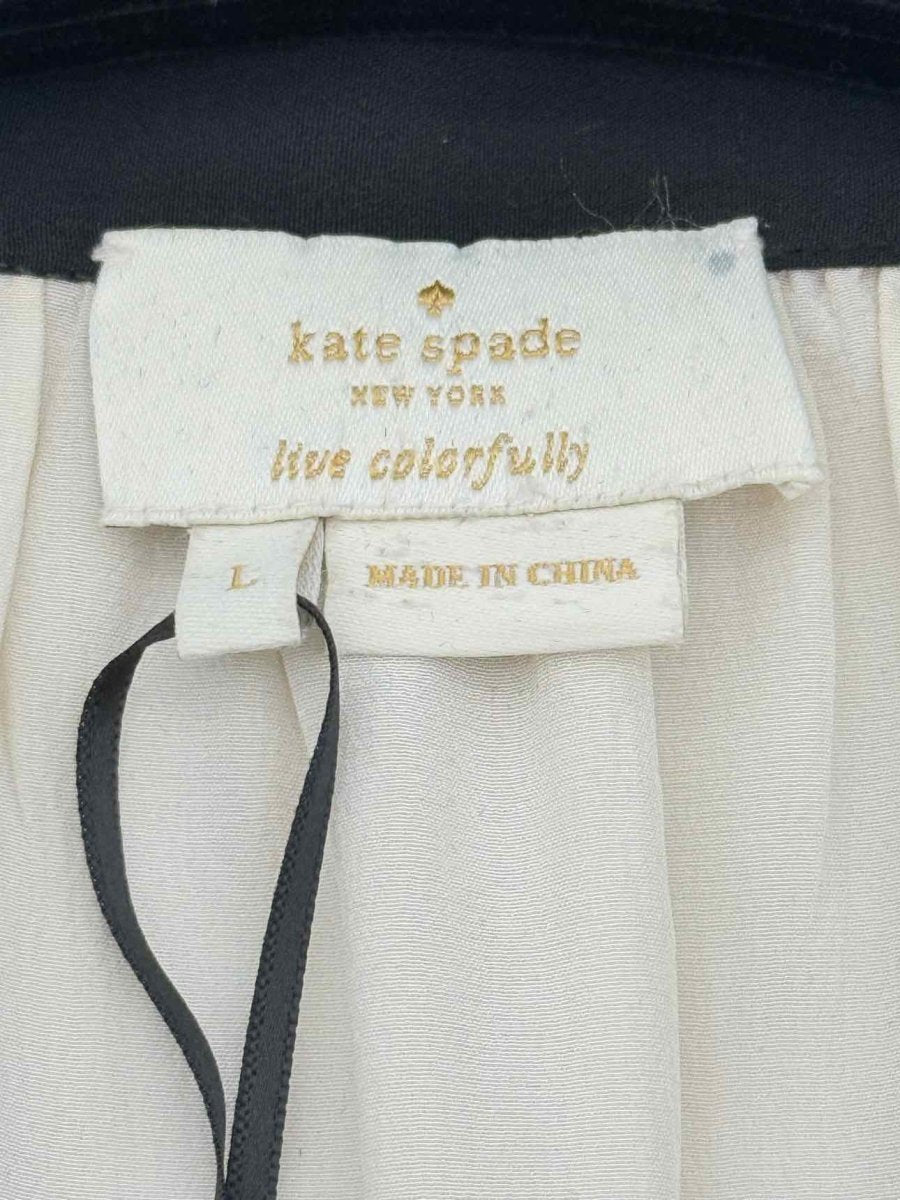 kate spade
NEW YORK
live colorfully
L
MADE IN CHINA